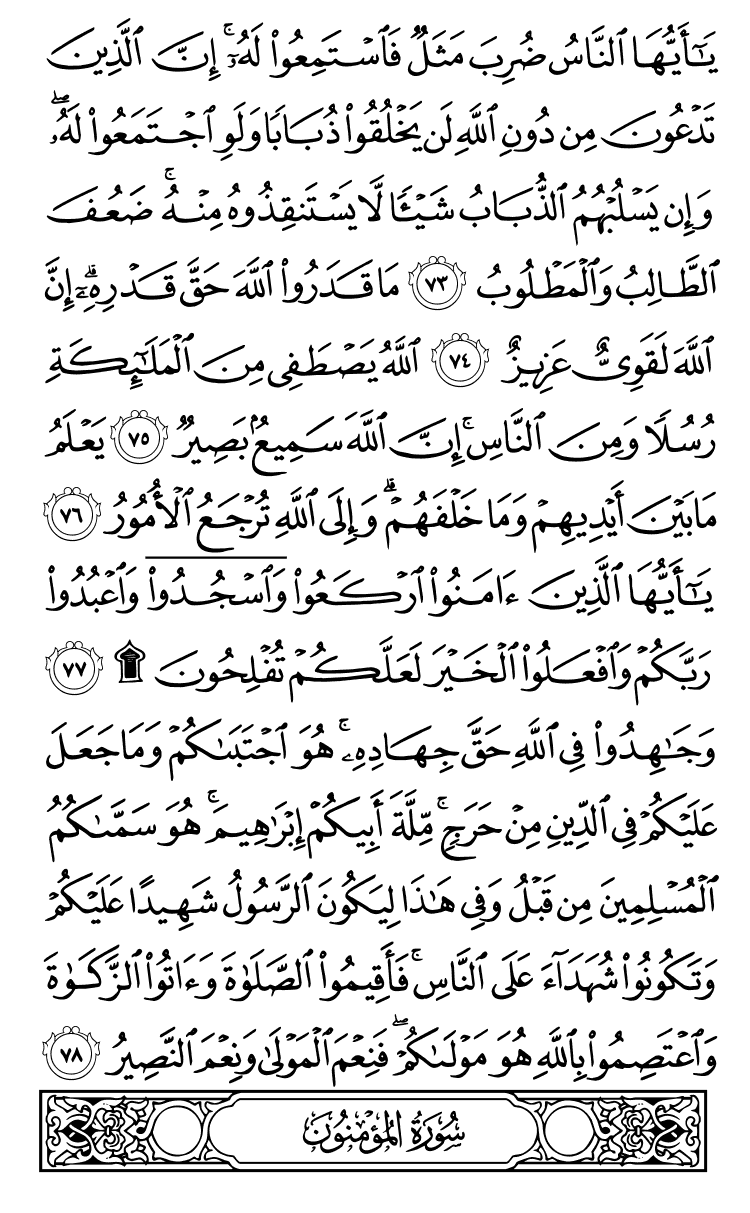 يَـٰٓأَيُّهَا ٱلنَّاسُ ضُرِبَ مَثَلٌۭ فَٱسْتَمِعُوا۟ لَهُۥٓ ۚ إِنَّ ٱلَّذِينَ
تَدْعُونَ مِن دُونِ ٱللَّهِ لَن يَخْلُقُوا۟ ذُبَابًۭا وَلَوِ ٱجْتَمَعُوا۟ لَهُۥ ۖ
وَإِن يَسْلُبْهُمُ ٱلذُّبَابُ شَيْـًۭٔا لَّا يَسْتَنقِذُوهُ مِنْهُ ۚ ضَعُفَ
ٱلطَّالِبُ وَٱلْمَطْلُوبُ ٧٣ مَا قَدَرُوا۟ ٱللَّهَ حَقَّ قَدْرِهِۦٓ ۗ إِنَّ
ٱللَّهَ لَقَوِىٌّ عَزِيزٌ ٧٤ ٱللَّهُ يَصْطَفِى مِنَ ٱلْمَلَـٰٓئِكَةِ
رُسُلًۭا وَمِنَ ٱلنَّاسِ ۚ إِنَّ ٱللَّهَ سَمِيعٌۢ بَصِيرٌۭ ٧٥ يَعْلَمُ
مَا بَيْنَ أَيْدِيهِمْ وَمَا خَلْفَهُمْ ۗ وَإِلَى ٱللَّهِ تُرْجَعُ ٱلْأُمُورُ ٧٦
يَـٰٓأَيُّهَا ٱلَّذِينَ ءَامَنُوا۟ ٱرْكَعُوا۟ وَٱسْجُدُوا۟ وَٱعْبُدُوا۟
رَبَّكُمْ وَٱفْعَلُوا۟ ٱلْخَيْرَ لَعَلَّكُمْ تُفْلِحُونَ ۩ ٧٧
وَجَـٰهِدُوا۟ فِى ٱللَّهِ حَقَّ جِهَادِهِۦ ۚ هُوَ ٱجْتَبَىٰكُمْ وَمَا جَعَلَ
عَلَيْكُمْ فِى ٱلدِّينِ مِنْ حَرَجٍۢ ۚ مِّلَّةَ أَبِيكُمْ إِبْرَٰهِيمَ ۚ هُوَ سَمَّىٰكُمُ
ٱلْمُسْلِمِينَ مِن قَبْلُ وَفِى هَـٰذَا لِيَكُونَ ٱلرَّسُولُ شَهِيدًا عَلَيْكُمْ
وَتَكُونُوا۟ شُهَدَآءَ عَلَى ٱلنَّاسِ ۚ فَأَقِيمُوا۟ ٱلصَّلَوٰةَ وَءَاتُوا۟ ٱلزَّكَوٰةَ
وَٱعْتَصِمُوا۟ بِٱللَّهِ هُوَ مَوْلَىٰكُمْ ۖ فَنِعْمَ ٱلْمَوْلَىٰ وَنِعْمَ ٱلنَّصِيرُ ٧٨
سُورَةُ المُؤْمِنُونَ